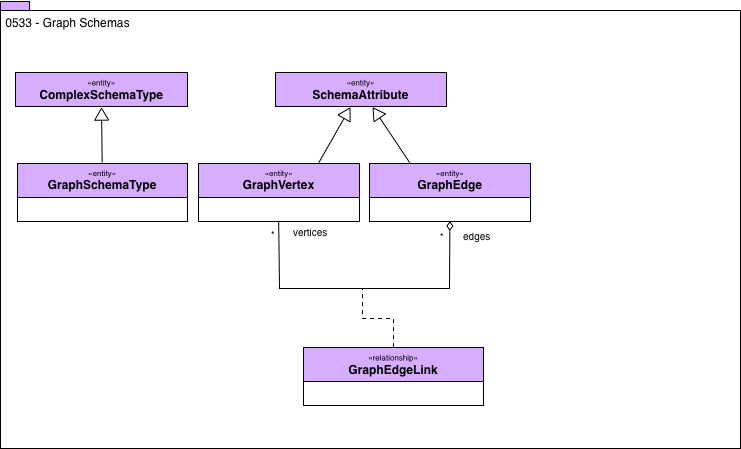 0533 - Graph Schemas
«entity»
ComplexSchemaType
«entity»
SchemaAttribute
«entity»
GraphSchemaType
«entity»
GraphVertex
«entity»
GraphEdge
* vertices
* edges
«relationship»
GraphEdgeLink